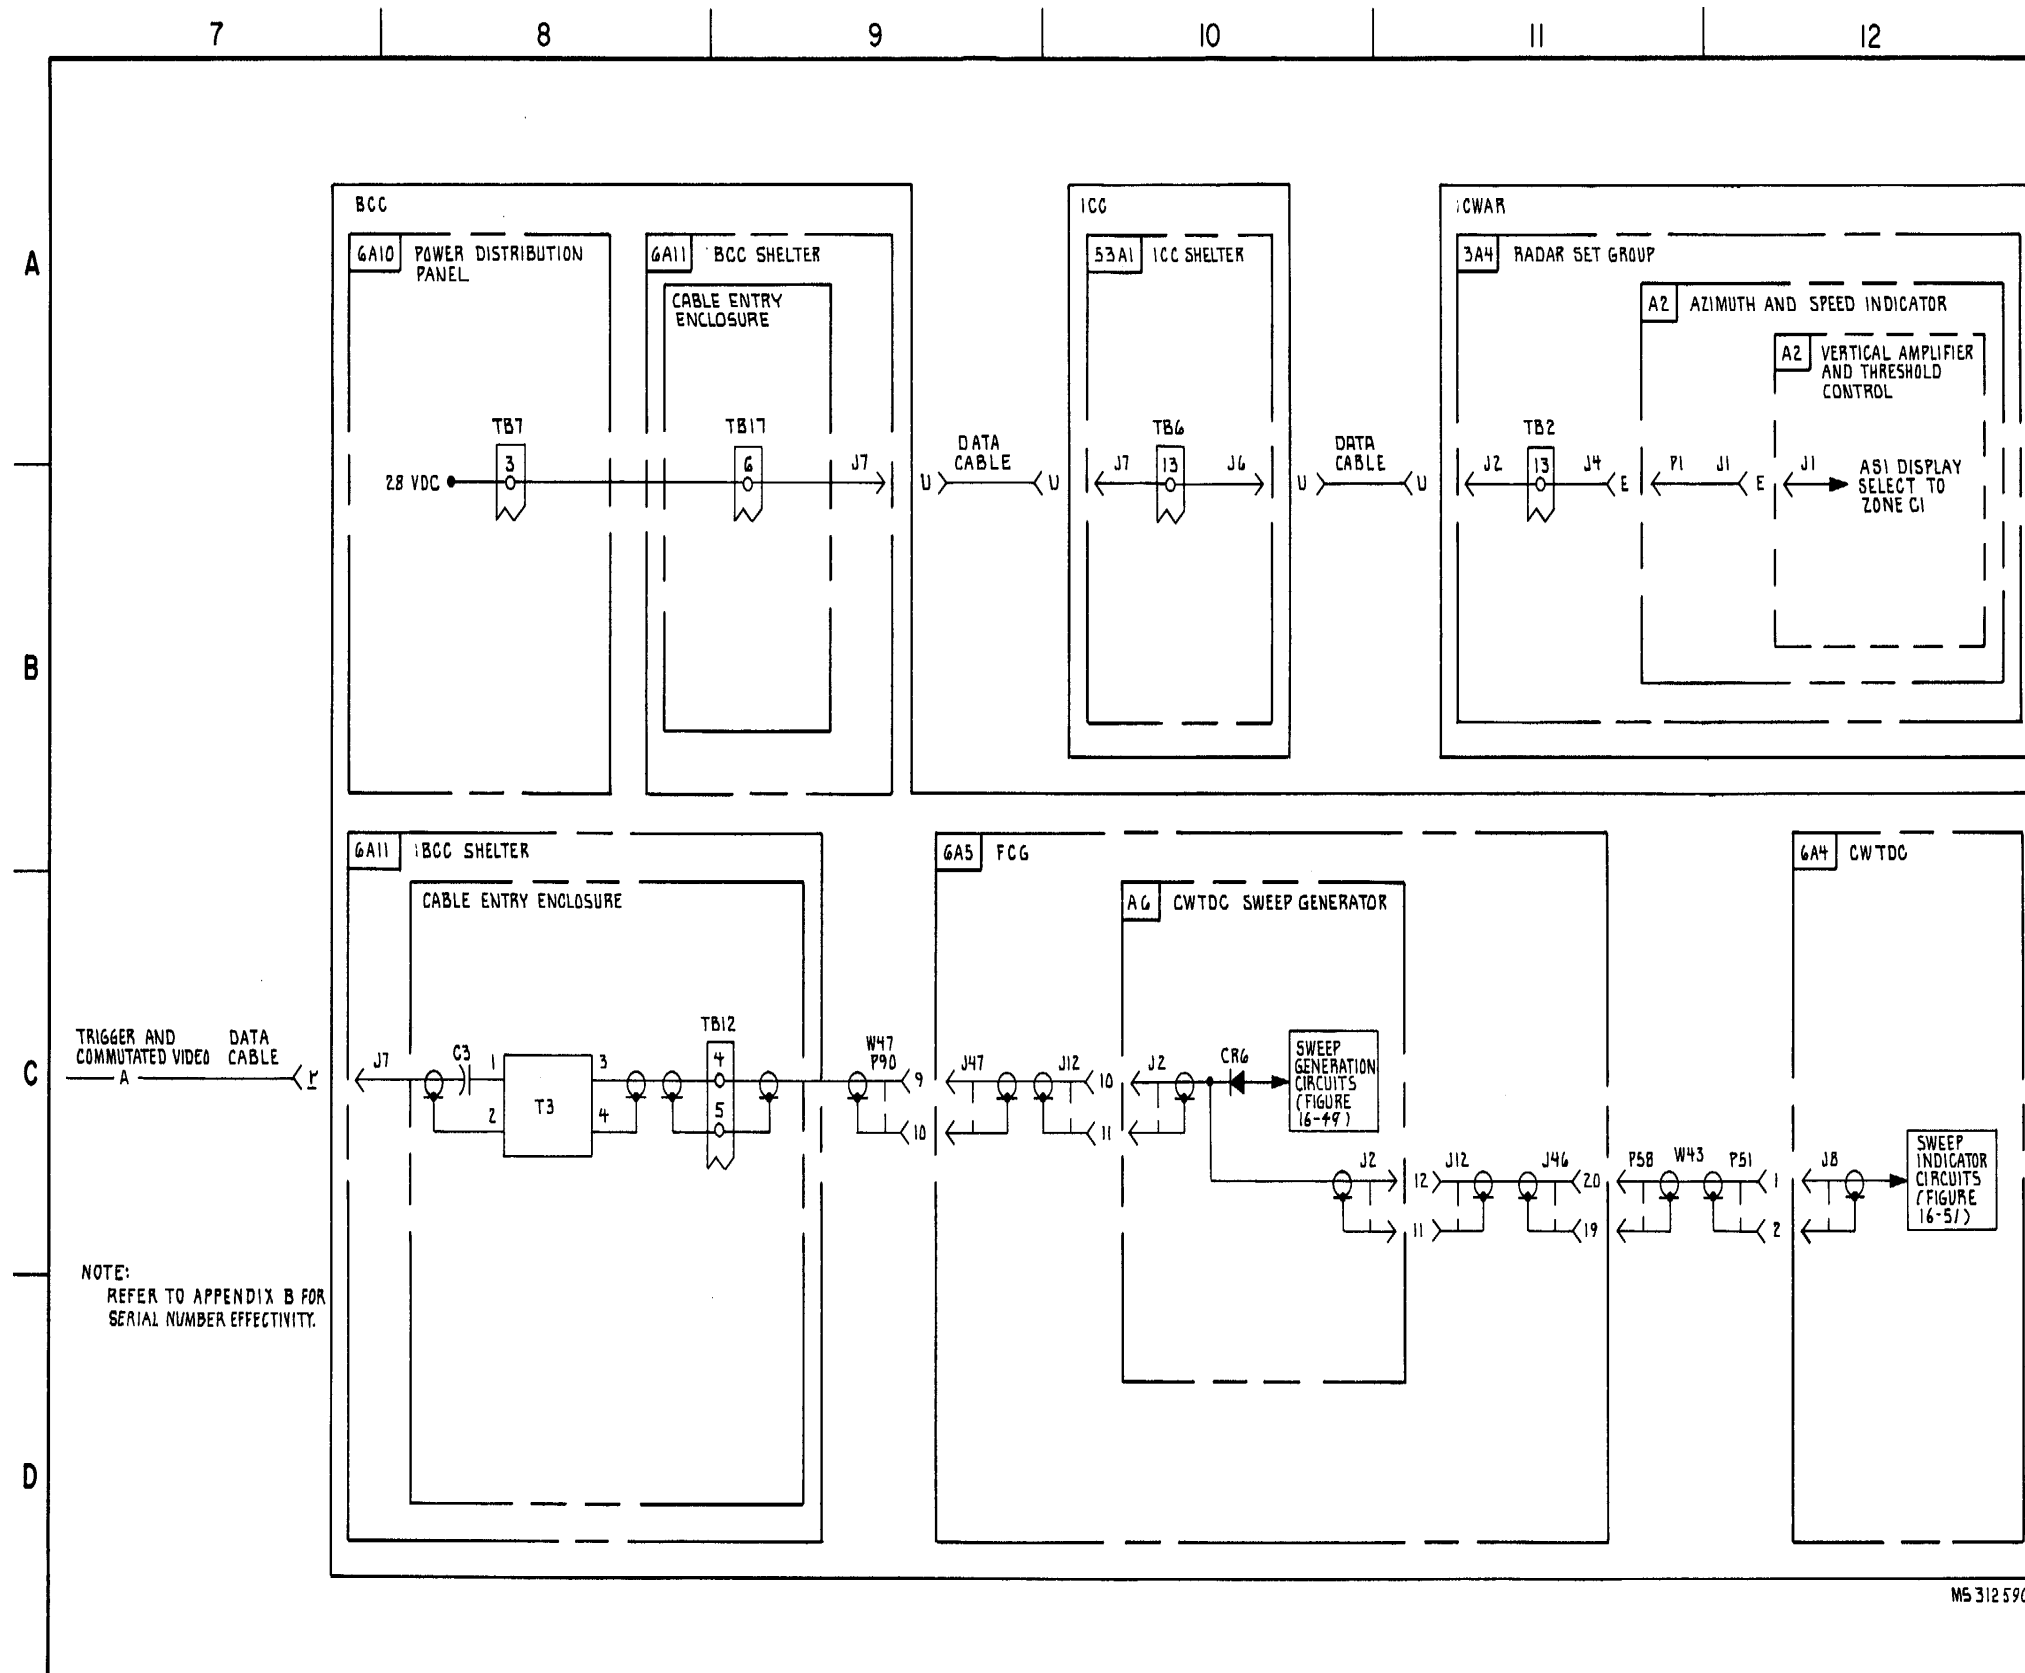 7 8 9 10 11 12
A
B
C
D
BCC
6A10 POWER DISTRIBUTION
PANEL
6A11 BCC SHELTER
CABLE ENTRY
ENCLOSURE
TB7
3
28 VDC
TB17
6
J7
U
DATA
CABLE
U
ICC
53A1 ICC SHELTER
J7
TB6
13
J6
U
DATA
CABLE
U
ICWAR
3A4 RADAR SET GROUP
A2 AZIMUTH AND SPEED INDICATOR
A2 VERTICAL AMPLIFIER
AND THRESHOLD
CONTROL
J2
TB2
13
J4
E
P1
J1
E
J1
ASI DISPLAY
SELECT TO
ZONE C1
6A11 IBCC SHELTER
CABLE ENTRY ENCLOSURE
TRIGGER AND
COMMUTATED VIDEO
A
DATA
CABLE
r
J7
C3
1
2
T3
3
4
TB12
4
5
W47
P90
9
10
6A5 FCG
J47
J12
10
11
A6 CWTDC SWEEP GENERATOR
J2
CR6
SWEEP
GENERATION
CIRCUITS
(FIGURE
16-49)
J2
12
11
J12
J46
20
19
P58
W43
P51
1
2
6A4 CWTDC
J8
SWEEP
INDICATOR
CIRCUITS
(FIGURE
16-51)
NOTE:
REFER TO APPENDIX B FOR
SERIAL NUMBER EFFECTIVITY.
MS 312590